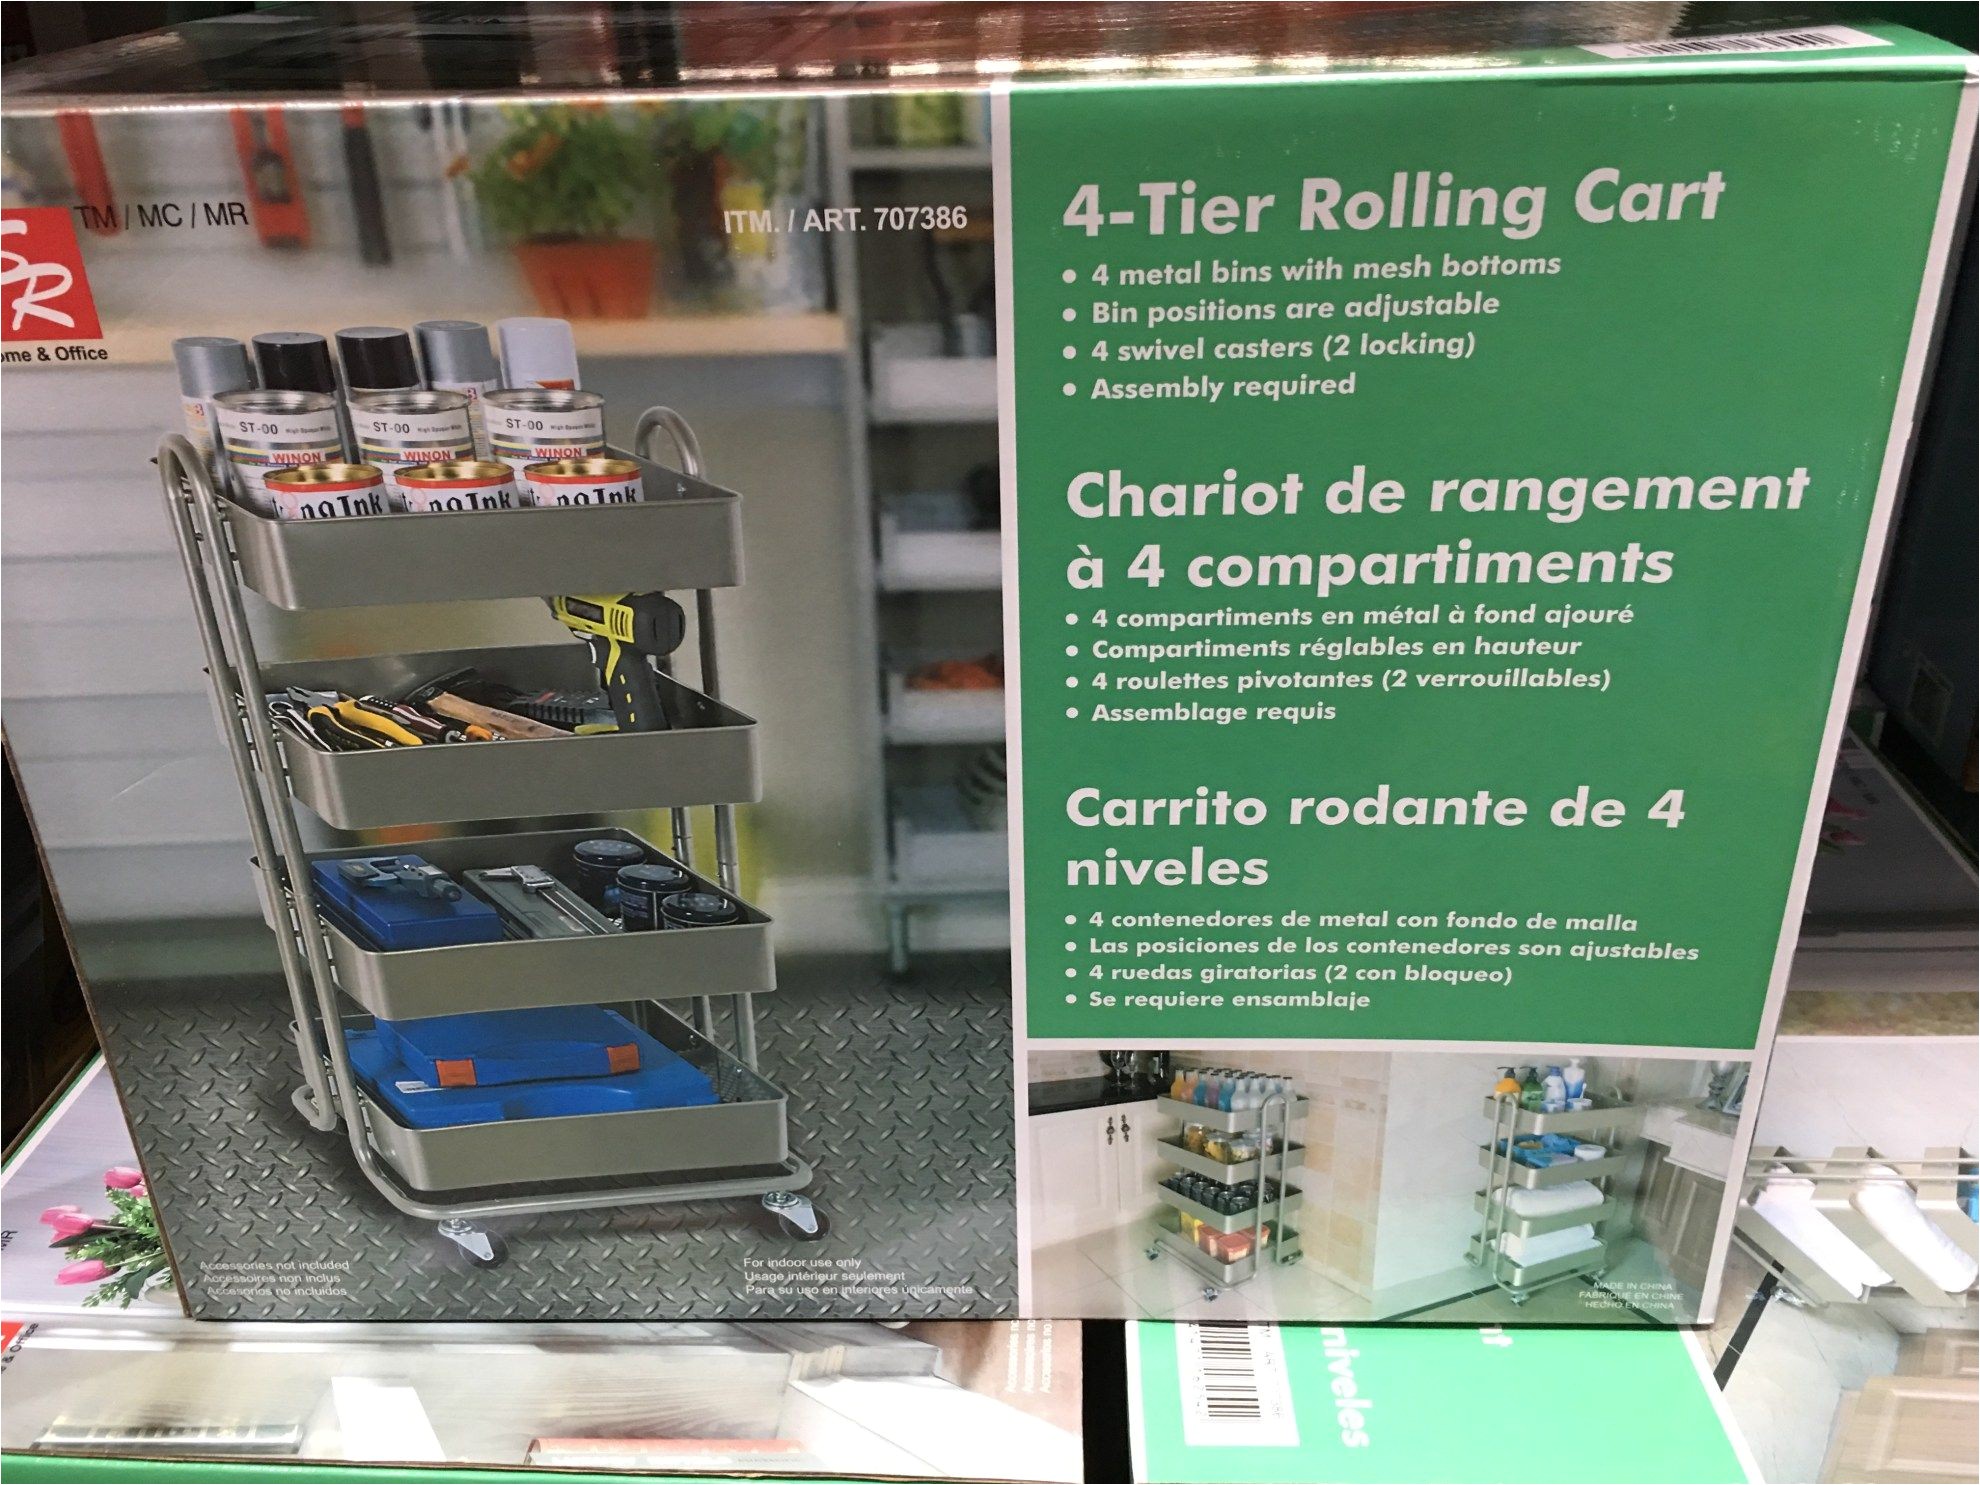 TM / MC / MR
ITM. / ART. 707386
SR
Home & Office
ST-00
ST-00
ST-00
WINON
WINON
WINON
4-Tier Rolling Cart
• 4 metal bins with mesh bottoms
• Bin positions are adjustable
• 4 swivel casters (2 locking)
• Assembly required
Chariot de rangement
à 4 compartiments
• 4 compartiments en métal à fond ajouré
• Compartiments réglables en hauteur
• 4 roulettes pivotantes (2 verrouillables)
• Assemblage requis
Carrito rodante de 4
niveles
• 4 contenedores de metal con fondo de malla
• Las posiciones de los contenedores son ajustables
• 4 ruedas giratorias (2 con bloqueo)
• Se requiere ensamblaje
Accessories not included
Accessoires non inclus
Accesorios no incluidos
For indoor use only
Usage intérieur seulement
Para su uso en interiores únicamente
MADE IN CHINA
FABRIQUÉ EN CHINE
HECHO EN CHINA
niveles